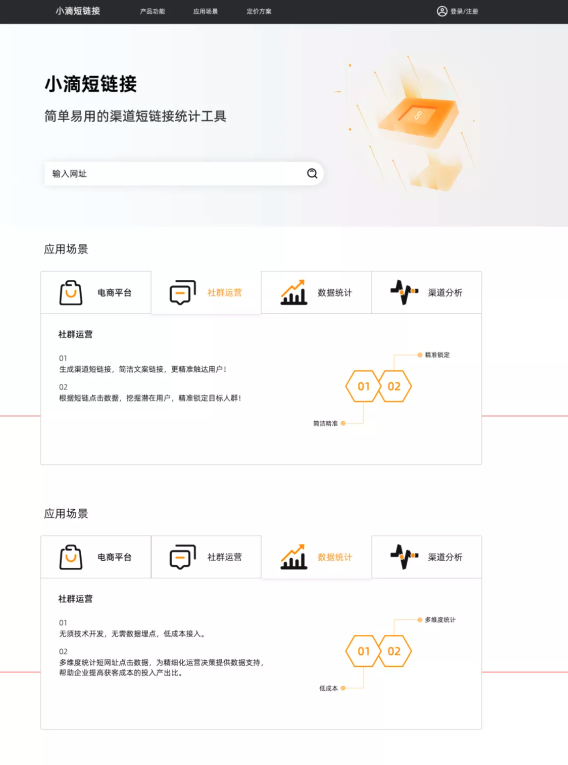 小滴短链接 产品功能 应用场景 定价方案 登录/注册
小滴短链接
简单易用的渠道短链接统计工具
输入网址
应用场景
电商平台 社群运营 数据统计 渠道分析
社群运营
01
生成渠道短链接，简洁文案链接，更精准触达用户！
02
根据短链点击数据，挖掘潜在用户，精准锁定目标人群！
精准锁定
01 02
简洁精准
应用场景
电商平台 社群运营 数据统计 渠道分析
社群运营
01
无须技术开发，无需数据埋点，低成本接入。
02
多维度统计短网址点击数据，为精细化运营决策提供数据支持，
帮助企业提高获客成本的投入产出比。
多维度统计
01 02
低成本